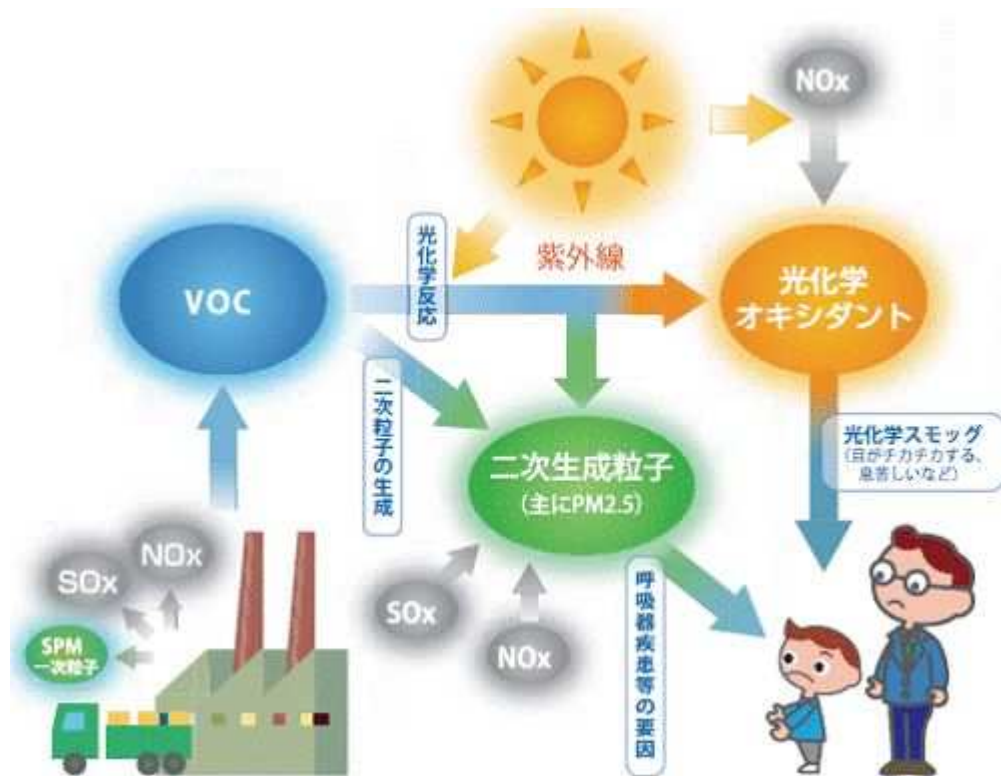 NOx
光化学反応
紫外線
VOC
光化学
オキシダント
二次粒子の生成
二次生成粒子
(主にPM2.5)
光化学スモッグ
(目がチカチカする、
息苦しいなど)
NOx
SOx
SPM
一次粒子
SOx
NOx
呼吸器疾患等の要因